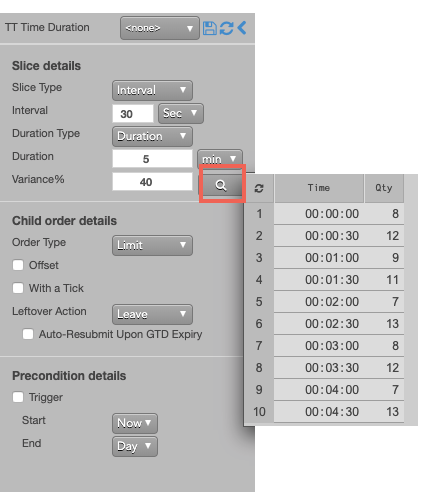 TT Time Duration <none>
Slice details
Slice Type Interval
Interval 30 Sec
Duration Type Duration
Duration 5 min
Variance% 40
Child order details
Order Type Limit
Offset
With a Tick
Leftover Action Leave
Auto-Resubmit Upon GTD Expiry
Precondition details
Trigger
Start Now
End Day
Time Qty
1 00:00:00 8
2 00:00:30 12
3 00:01:00 9
4 00:01:30 11
5 00:02:00 7
6 00:02:30 13
7 00:03:00 8
8 00:03:30 12
9 00:04:00 7
10 00:04:30 13